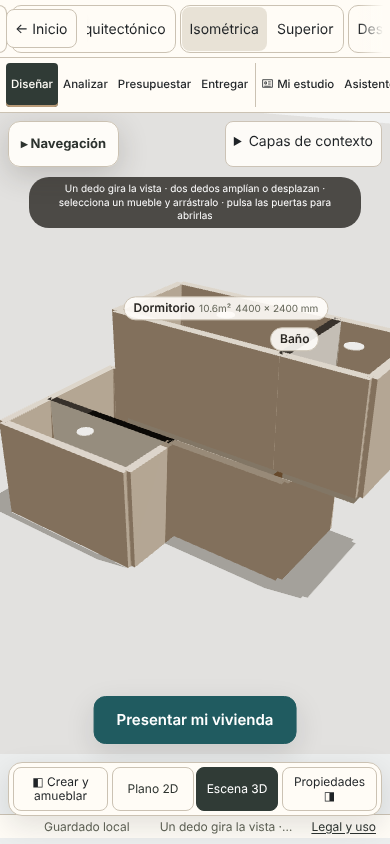 ← Inicio
quitectónico
Isométrica
Superior
Des
Diseñar
Analizar
Presupuestar
Entregar
Mi estudio
Asistent
▸ Navegación
▶ Capas de contexto
Un dedo gira la vista · dos dedos amplían o desplazan ·
selecciona un mueble y arrástralo · pulsa las puertas para
abrirlas
Dormitorio 10.6m² 4400 × 2400 mm
Baño
Presentar mi vivienda
◧ Crear y
amueblar
Plano 2D
Escena 3D
Propiedades
◨
Guardado local
Un dedo gira la vista ·...
Legal y uso